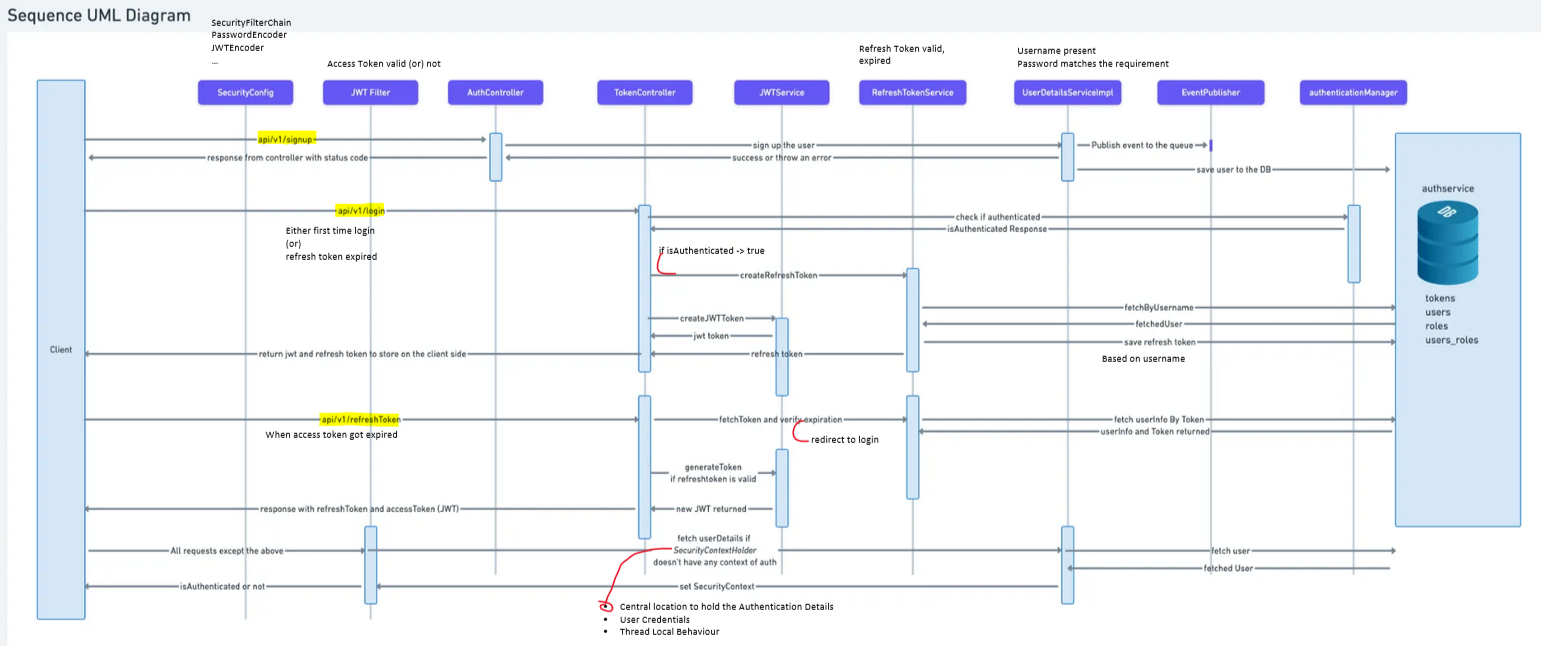 Sequence UML Diagram
SecurityFilterChain
PasswordEncoder
JWTEncoder
...
Access Token valid (or) not
Refresh Token valid,
expired
Username present
Password matches the requirement
SecurityConfig
JWT Filter
AuthController
TokenController
JWTService
RefreshTokenService
UserDetailsServiceImpl
EventPublisher
authenticationManager
api/v1/signup
sign up the user
Publish event to the queue
response from controller with status code
success or throw an error
save user to the DB
authservice
DB
tokens
users
roles
users_roles
api/v1/login
check if authenticated
isAuthenticated Response
Either first time login
(or)
refresh token expired
if isAuthenticated -> true
createRefreshToken
fetchByUsername
createJWTToken
fetchedUser
jwt token
save refresh token
return jwt and refresh token to store on the client side
refresh token
Based on username
Client
api/v1/refreshToken
fetchToken and verify expiration
fetch userInfo By Token
When access token got expired
userInfo and Token returned
redirect to login
generateToken
if refreshtoken is valid
response with refreshToken and accessToken (JWT)
new JWT returned
fetch userDetails if
SecurityContextHolder
doesn't have any context of auth
All requests except the above
fetch user
fetched User
isAuthenticated or not
set SecurityContext
• Central location to hold the Authentication Details
• User Credentials
• Thread Local Behaviour